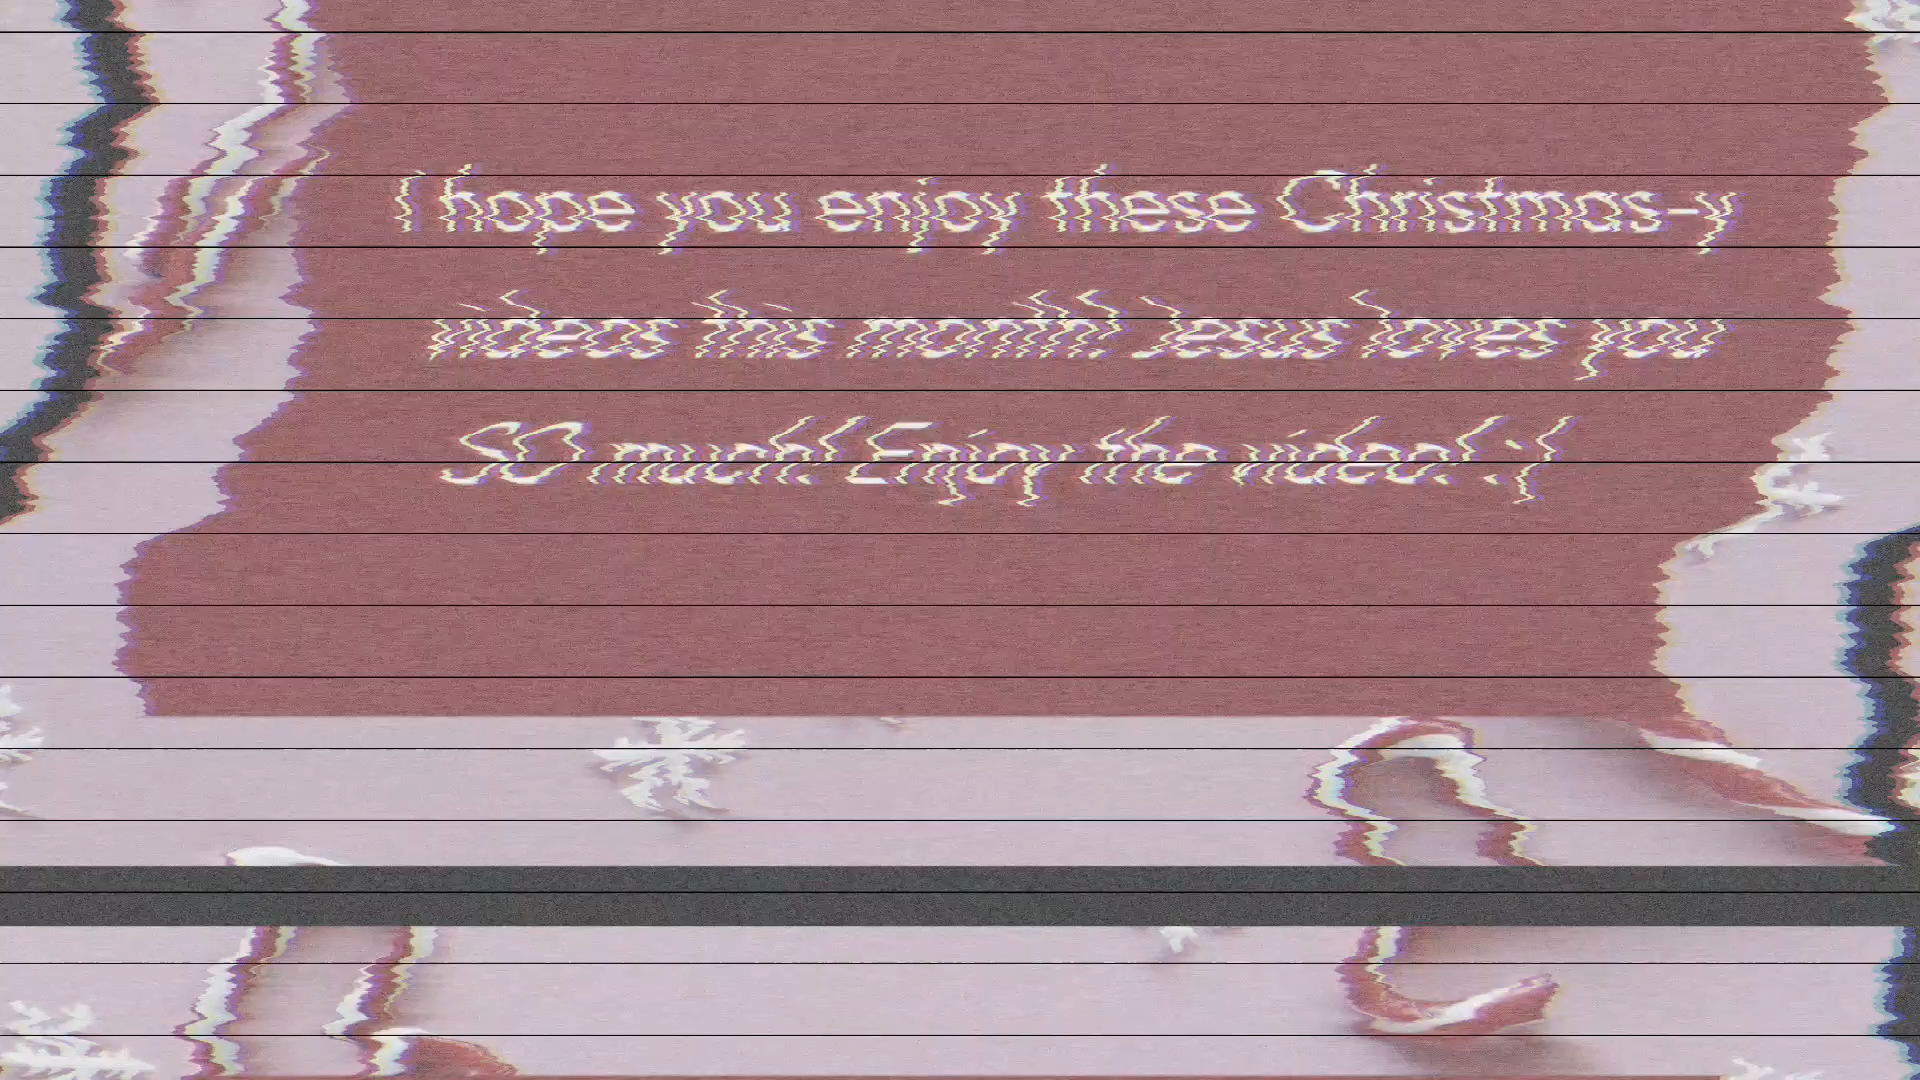 I hope you enjoy these Christmas-y
videos this month! Jesus loves you
SO much! Enjoy the video! :)